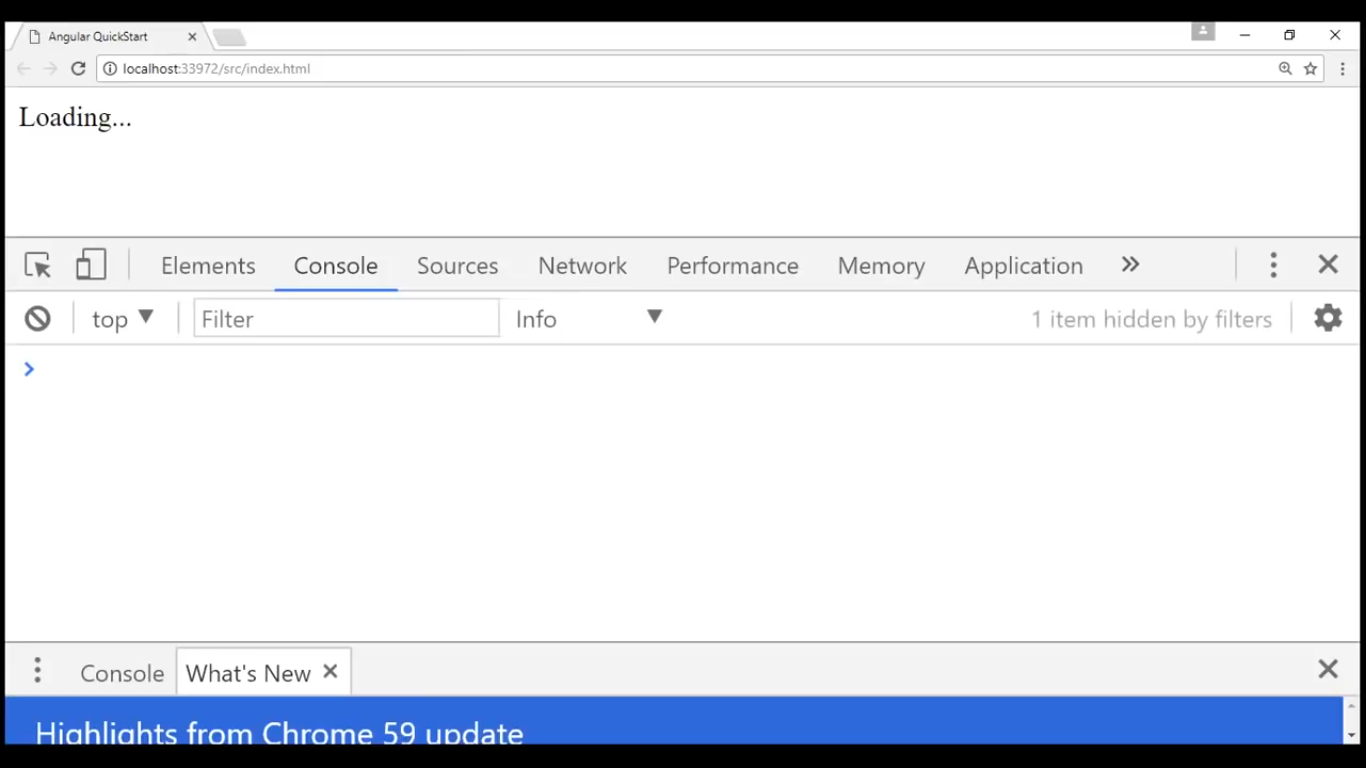 Angular QuickStart
localhost:33972/src/index.html
Loading...
Elements Console Sources Network Performance Memory Application
top Filter Info 1 item hidden by filters
Console What's New
Highlights from Chrome 59 update